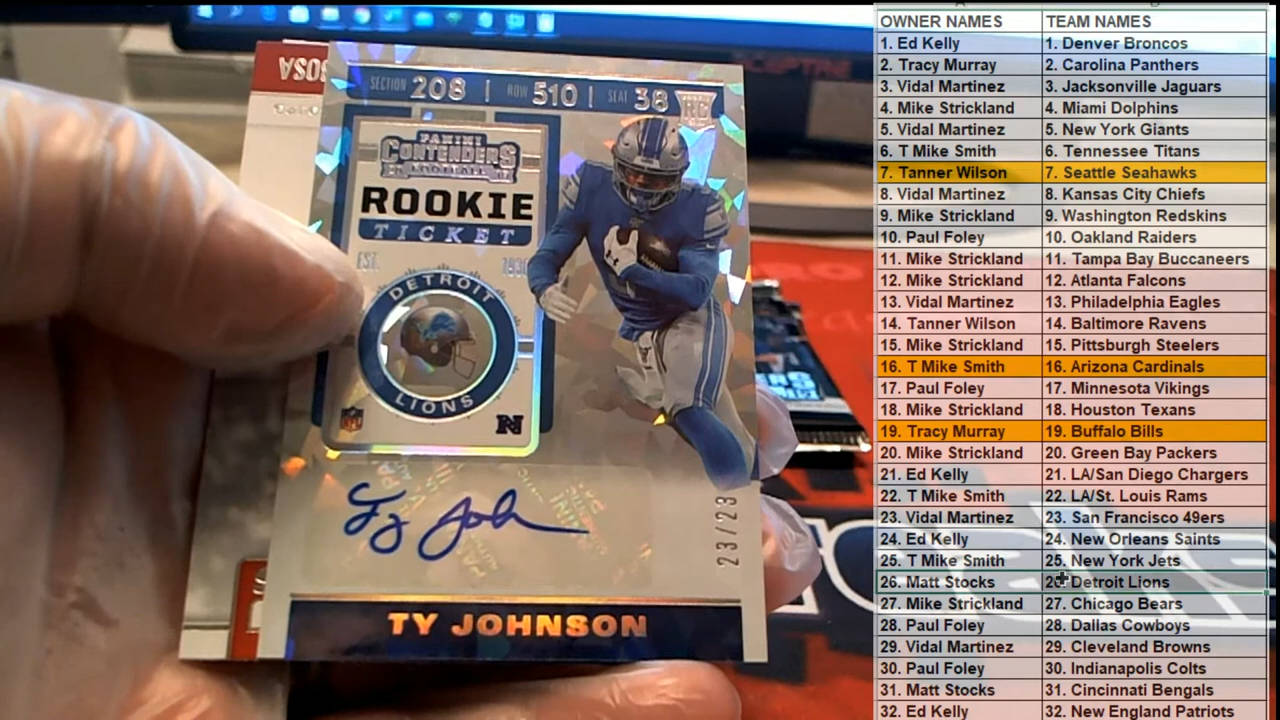 SECTION 208 | ROW 510 | SEAT 38 RC
PANINI
CONTENDERS
FOOTBALL
ROOKIE
TICKET
EST.
DETROIT
LIONS
NFL
N
Ty John
23/23
TY JOHNSON
OWNER NAMES TEAM NAMES
1. Ed Kelly 1. Denver Broncos
2. Tracy Murray 2. Carolina Panthers
3. Vidal Martinez 3. Jacksonville Jaguars
4. Mike Strickland 4. Miami Dolphins
5. Vidal Martinez 5. New York Giants
6. T Mike Smith 6. Tennessee Titans
7. Tanner Wilson 7. Seattle Seahawks
8. Vidal Martinez 8. Kansas City Chiefs
9. Mike Strickland 9. Washington Redskins
10. Paul Foley 10. Oakland Raiders
11. Mike Strickland 11. Tampa Bay Buccaneers
12. Mike Strickland 12. Atlanta Falcons
13. Vidal Martinez 13. Philadelphia Eagles
14. Tanner Wilson 14. Baltimore Ravens
15. Mike Strickland 15. Pittsburgh Steelers
16. T Mike Smith 16. Arizona Cardinals
17. Paul Foley 17. Minnesota Vikings
18. Mike Strickland 18. Houston Texans
19. Tracy Murray 19. Buffalo Bills
20. Mike Strickland 20. Green Bay Packers
21. Ed Kelly 21. LA/San Diego Chargers
22. T Mike Smith 22. LA/St. Louis Rams
23. Vidal Martinez 23. San Francisco 49ers
24. Ed Kelly 24. New Orleans Saints
25. T Mike Smith 25. New York Jets
26. Matt Stocks 26. Detroit Lions
27. Mike Strickland 27. Chicago Bears
28. Paul Foley 28. Dallas Cowboys
29. Vidal Martinez 29. Cleveland Browns
30. Paul Foley 30. Indianapolis Colts
31. Matt Stocks 31. Cincinnati Bengals
32. Ed Kelly 32. New England Patriots